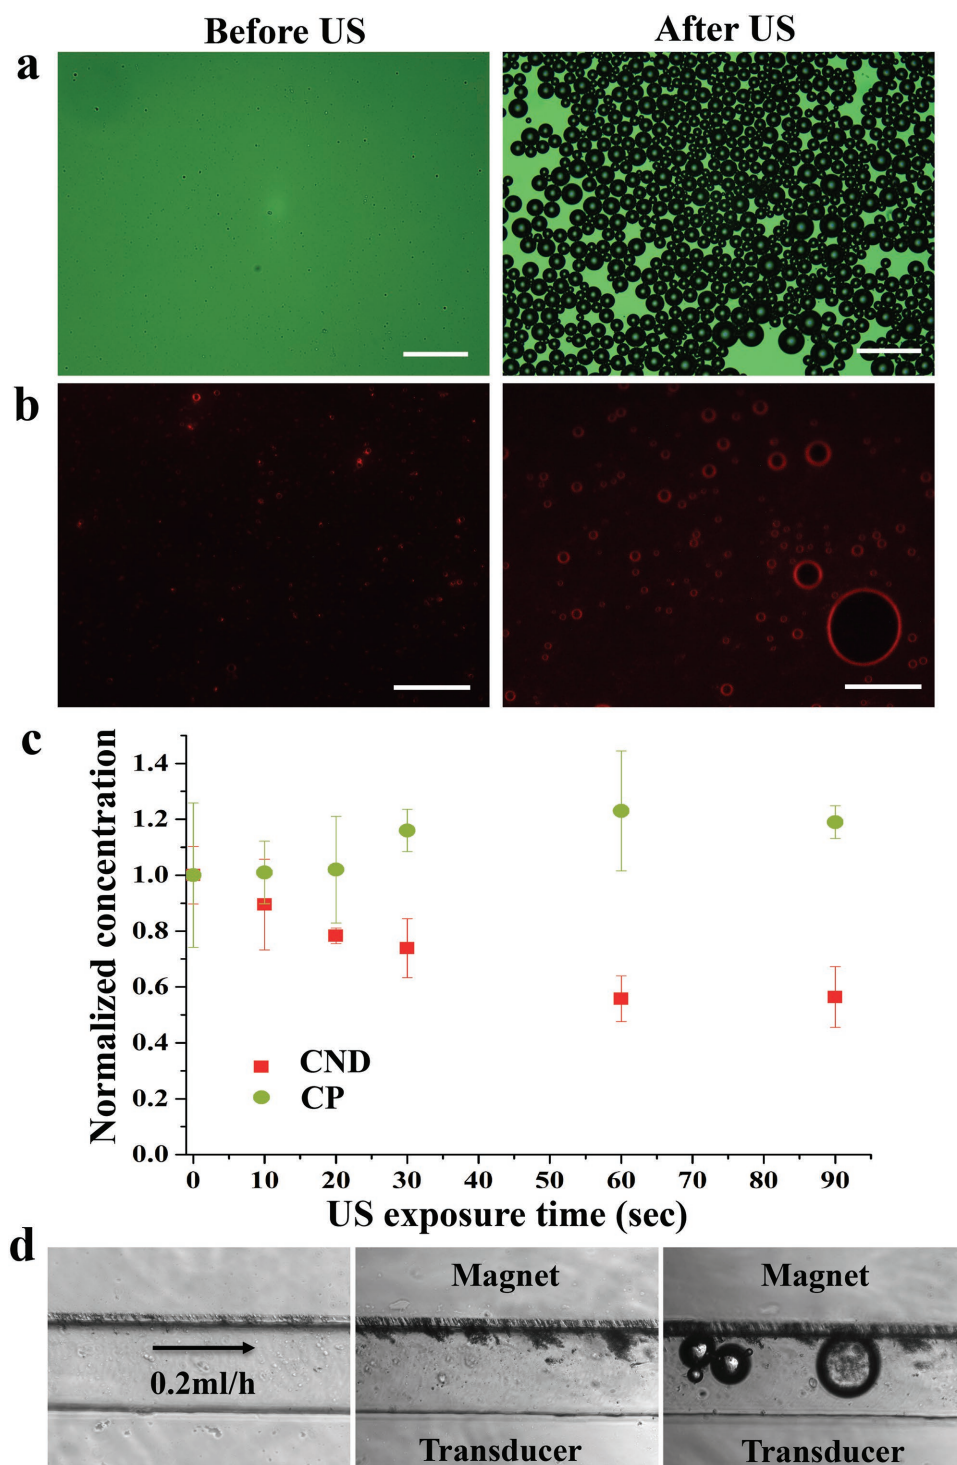 Before US
After US
a
b
c
Normalized concentration
1.4
1.2
1.0
0.8
0.6
0.4
0.2
0.0
CND
CP
0
10
20
30
40
50
60
70
80
90
US exposure time (sec)
d
0.2ml/h
Magnet
Transducer
Magnet
Transducer